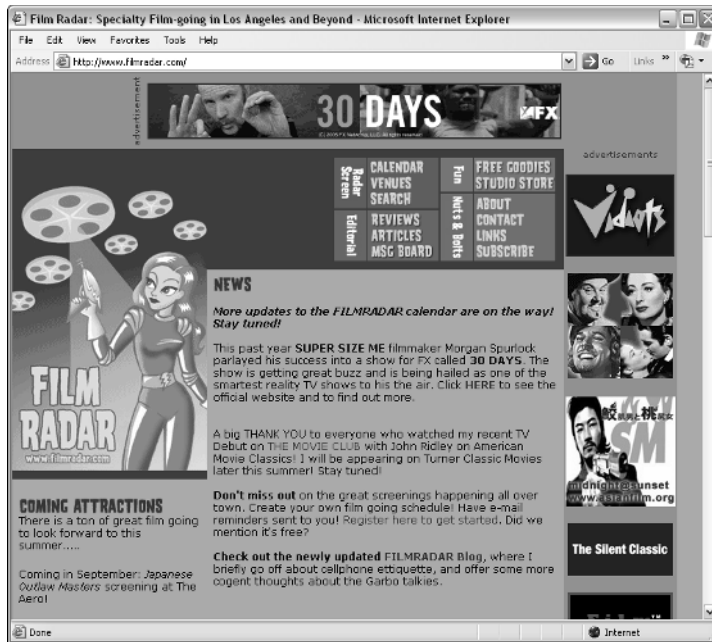 Film Radar: Specialty Film-going in Los Angeles and Beyond - Microsoft Internet Explorer
File Edit View Favorites Tools Help
Address http://www.filmradar.com/ Go Links »
advertisement
30 DAYS FX
Radar Screen
CALENDAR
VENUES
SEARCH
Editorial
REVIEWS
ARTICLES
MSG BOARD
Fun
FREE GOODIES
STUDIO STORE
Nuts & Bolts
ABOUT
CONTACT
LINKS
SUBSCRIBE
FILM
RADAR
www.filmradar.com
COMING ATTRACTIONS
There is a ton of great film going
to look forward to this
summer.....
Coming in September: Japanese
Outlaw Masters screening at The
Aero!
NEWS
More updates to the FILMRADAR calendar are on the way!
Stay tuned!
This past year SUPER SIZE ME filmmaker Morgan Spurlock
parlayed his success into a show for FX called 30 DAYS. The
show is getting great buzz and is being hailed as one of the
smartest reality TV shows to his the air. Click HERE to see the
official website and to find out more.
A big THANK YOU to everyone who watched my recent TV
Debut on THE MOVIE CLUB with John Ridley on American
Movie Classics! I will be appearing on Turner Classic Movies
later this summer! Stay tuned!
Don't miss out on the great screenings happening all over
town. Create your own film going schedule! Have e-mail
reminders sent to you! Register here to get started. Did we
mention it's free?
Check out the newly updated FILMRADAR Blog, where I
briefly go off about cellphone ettiquette, and offer some more
cogent thoughts about the Garbo talkies.
advertisements
Vidiots
SM
midnight@sunset
www.asianfilm.org
The Silent Classic
Done Internet